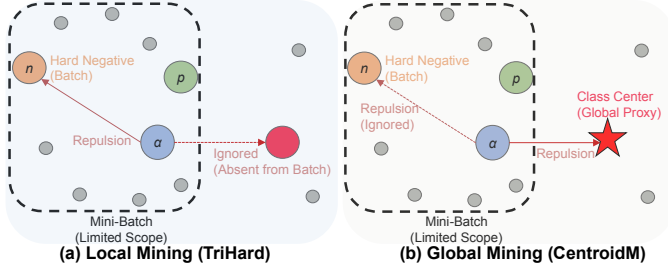 n
Hard Negative
(Batch)
p
Repulsion
α
Ignored
(Absent from Batch)
Mini-Batch
(Limited Scope)
(a) Local Mining (TriHard)
n
Hard Negative
(Batch)
p
Repulsion
(Ignored)
α
Class Center
(Global Proxy)
Repulsion
Mini-Batch
(Limited Scope)
(b) Global Mining (CentroidM)